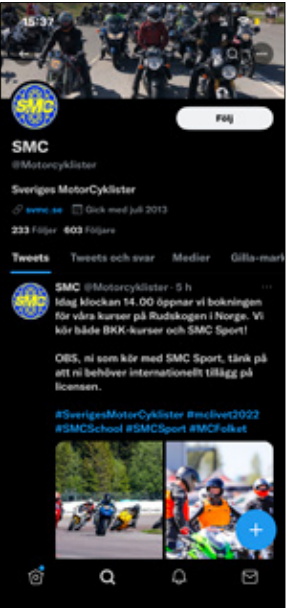 15:37
SMC
Följ
SMC
@Motorcyklister
Sveriges MotorCyklister
svmc.se Gick med juli 2013
233 Följer 603 Följare
Tweets Tweets och svar Medier Gilla-mark
SMC @Motorcyklister · 5 h
SMC
Idag klockan 14.00 öppnar vi bokningen
för våra kurser på Rudskogen i Norge. Vi
kör både BKK-kurser och SMC Sport!
OBS, ni som kör med SMC Sport, tänk på
att ni behöver internationellt tillägg på
licensen.
#SverigesMotorCyklister #mclivet2022
#SMCSchool #SMCSport #MCFolket